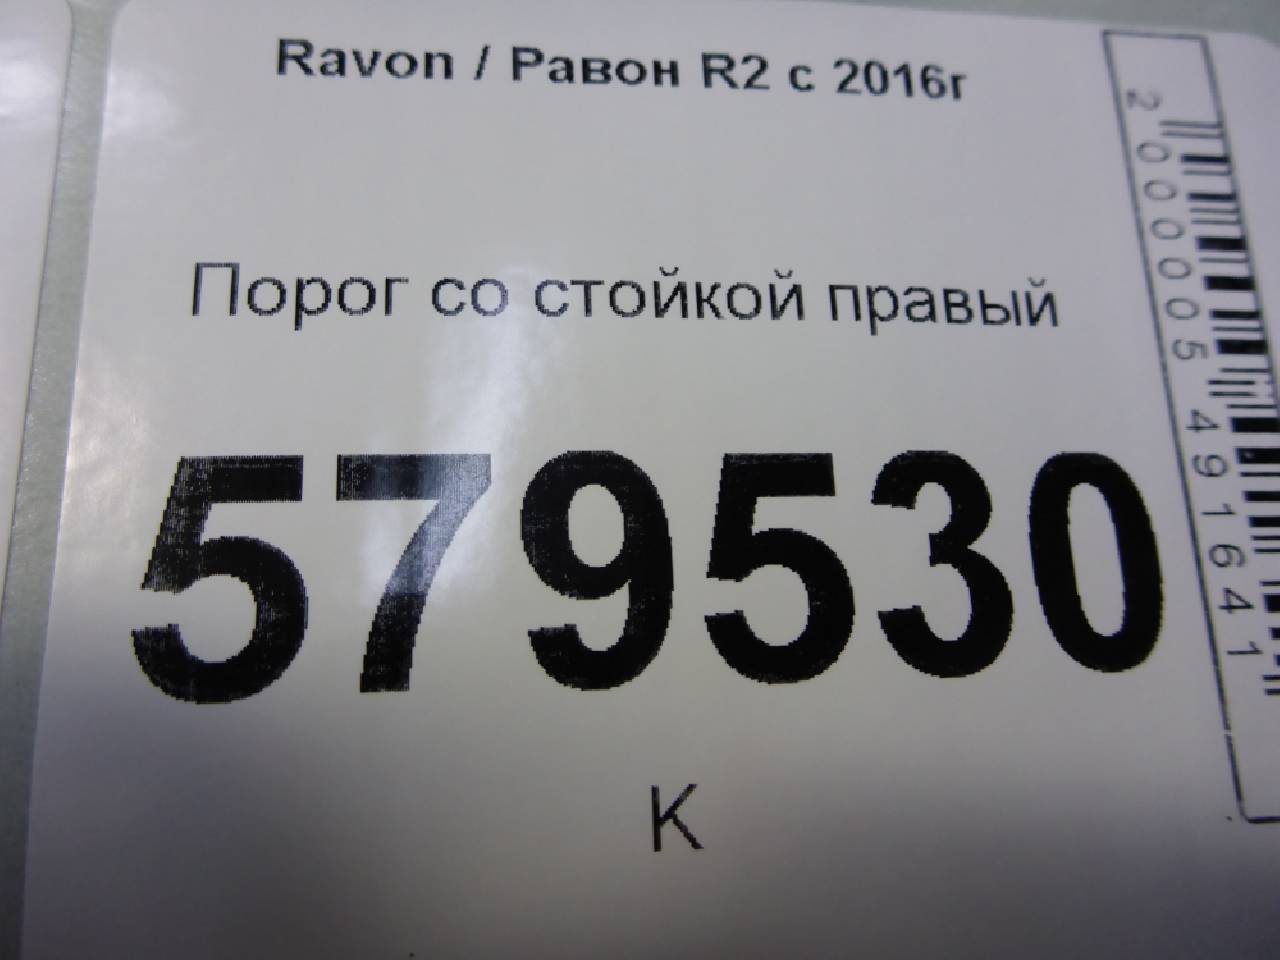 Ravon / Равон R2 с 2016г
Порог со стойкой правый
579530
К
2000005491641